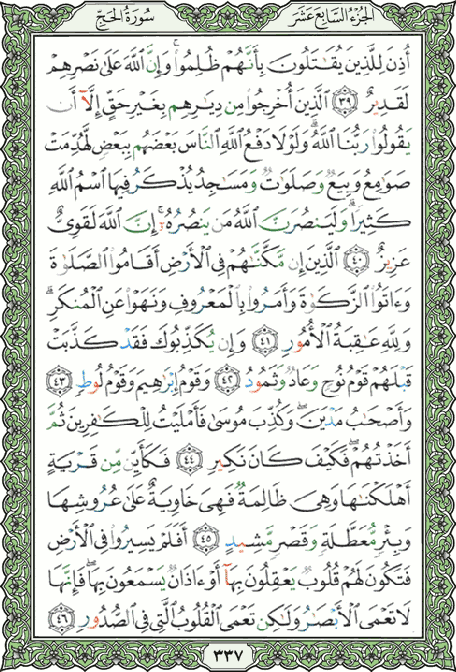 الجزء السابع عشر
سورة الحج
أُذِنَ لِلَّذِينَ يُقَاتَلُونَ بِأَنَّهُمْ ظُلِمُوا۟ ۚ وَإِنَّ ٱللَّهَ عَلَىٰ نَصْرِهِمْ
لَقَدِيرٌ ٣٩ ٱلَّذِينَ أُخْرِجُوا۟ مِن دِيَـٰرِهِم بِغَيْرِ حَقٍّ إِلَّآ أَن
يَقُولُوا۟ رَبُّنَا ٱللَّهُ ۗ وَلَوْلَا دَفْعُ ٱللَّهِ ٱلنَّاسَ بَعْضَهُم بِبَعْضٍ لَّهُدِّمَتْ
صَوَٰمِعُ وَبِيَعٌ وَصَلَوَٰتٌ وَمَسَـٰجِدُ يُذْكَرُ فِيهَا ٱسْمُ ٱللَّهِ
كَثِيرًا ۗ وَلَيَنصُرَنَّ ٱللَّهُ مَن يَنصُرُهُۥٓ ۗ إِنَّ ٱللَّهَ لَقَوِىٌّ
عَزِيزٌ ٤٠ ٱلَّذِينَ إِن مَّكَّنَّـٰهُمْ فِى ٱلْأَرْضِ أَقَامُوا۟ ٱلصَّلَوٰةَ
وَءَاتَوُا۟ ٱلزَّكَوٰةَ وَأَمَرُوا۟ بِٱلْمَعْرُوفِ وَنَهَوْا۟ عَنِ ٱلْمُنكَرِ ۗ
وَلِلَّهِ عَـٰقِبَةُ ٱلْأُمُورِ ٤١ وَإِن يُكَذِّبُوكَ فَقَدْ كَذَّبَتْ
قَبْلَهُمْ قَوْمُ نُوحٍ وَعَادٌ وَثَمُودُ ٤٢ وَقَوْمُ إِبْرَٰهِيمَ وَقَوْمُ لُوطٍ ٤٣
وَأَصْحَـٰبُ مَدْيَنَ ۖ وَكُذِّبَ مُوسَىٰ فَأَمْلَيْتُ لِلْكَـٰفِرِينَ ثُمَّ
أَخَذْتُهُمْ ۖ فَكَيْفَ كَانَ نَكِيرِ ٤٤ فَكَأَيِّن مِّن قَرْيَةٍ
أَهْلَكْنَـٰهَا وَهِىَ ظَالِمَةٌ فَهِىَ خَاوِيَةٌ عَلَىٰ عُرُوشِهَا
وَبِئْرٍ مُّعَطَّلَةٍ وَقَصْرٍ مَّشِيدٍ ٤٥ أَفَلَمْ يَسِيرُوا۟ فِى ٱلْأَرْضِ
فَتَكُونَ لَهُمْ قُلُوبٌ يَعْقِلُونَ بِهَآ أَوْ ءَاذَانٌ يَسْمَعُونَ بِهَا ۖ فَإِنَّهَا
لَا تَعْمَى ٱلْأَبْصَـٰرُ وَلَـٰكِن تَعْمَى ٱلْقُلُوبُ ٱلَّتِى فِى ٱلصُّدُورِ ٤٦
٣٣٧